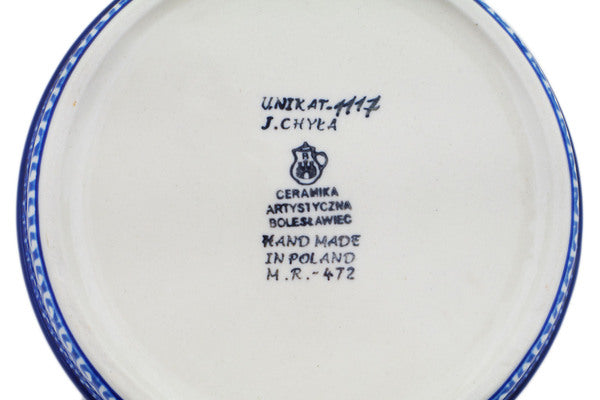 UNIKAT-1117
J. CHYŁA
B
CERAMIKA
ARTYSTYCZNA
BOLESŁAWIEC
HAND MADE
IN POLAND
M.R.-472